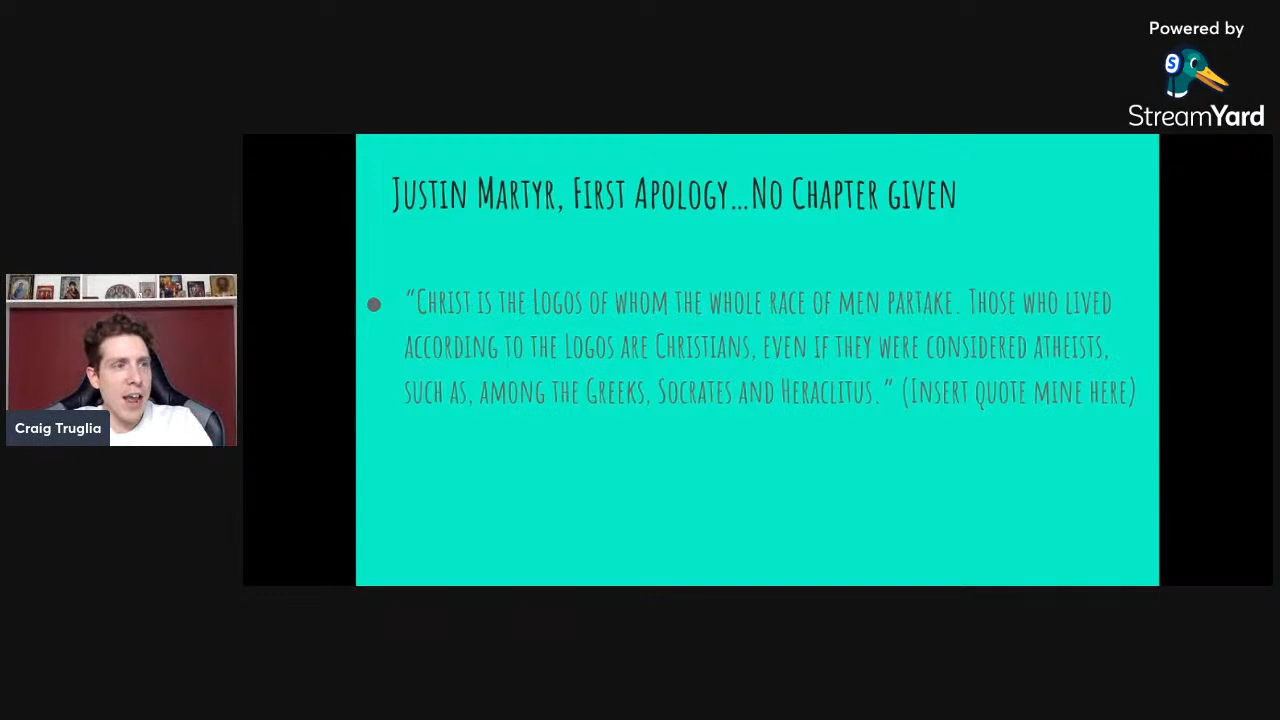 Powered by
StreamYard
Justin Martyr, First Apology...No Chapter given
“Christ is the Logos of whom the whole race of men partake. Those who lived
according to the Logos are Christians, even if they were considered atheists,
such as, among the Greeks, Socrates and Heraclitus.” (Insert quote mine here)
Craig Truglia